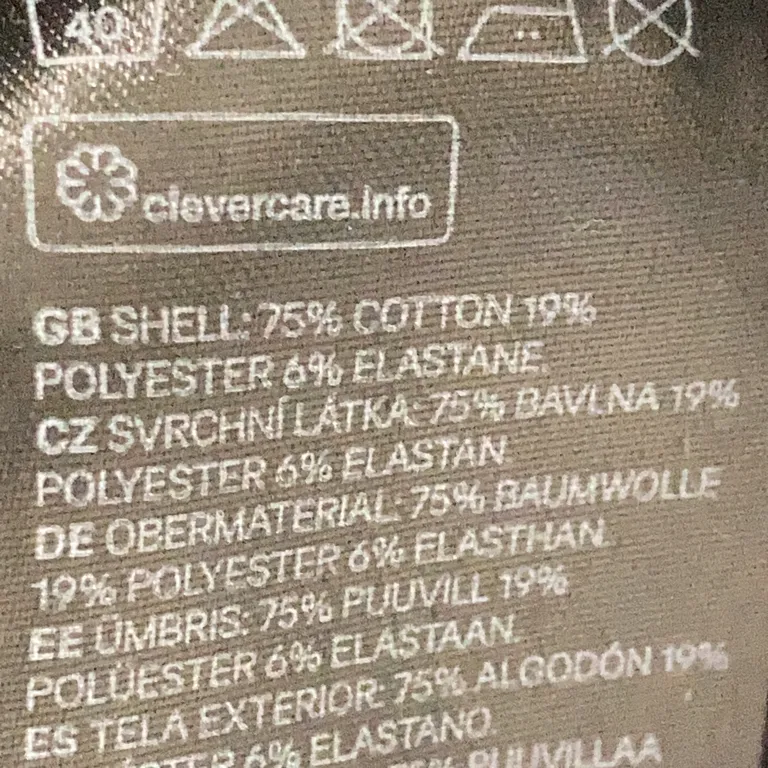 40
clevercare.info
GB SHELL: 75% COTTON 19%
POLYESTER 6% ELASTANE
CZ SVRCHNÍ LÁTKA: 75% BAVLNA 19%
POLYESTER 6% ELASTAN
DE OBERMATERIAL: 75% BAUMWOLLE
19% POLYESTER 6% ELASTHAN.
EE ÜMBRIS: 75% PUUVILL 19%
POLÜESTER 6% ELASTAAN.
ES TELA EXTERIOR: 75% ALGODÓN 19%
6% ELASTANO.
PUUVILLAA